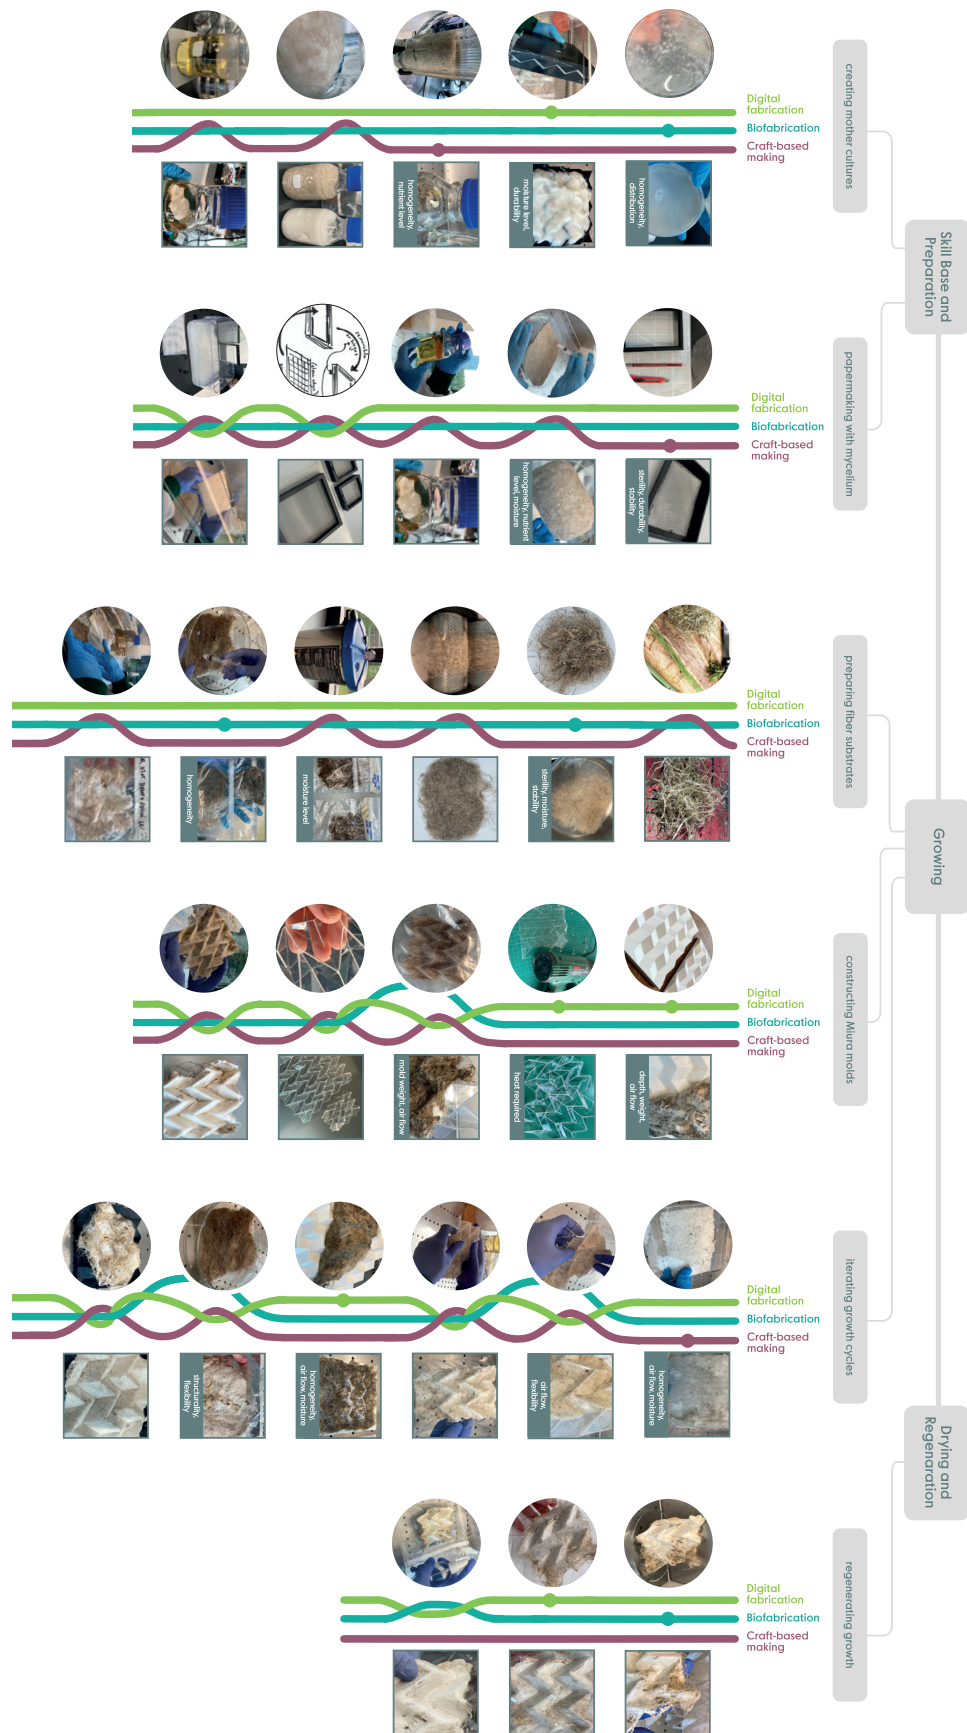 Skill Base and
Preparation
creating mother cultures
Digital
fabrication
Biofabrication
Craft-based
making
homogeneity,
distribution
moisture level,
durability
homogeneity,
nutrient level
papermaking with mycelium
Digital
fabrication
Biofabrication
Craft-based
making
sterility, durability,
stability
homogeneity, nutrient
level, moisture
Growing
preparing fiber substrates
Digital
fabrication
Biofabrication
Craft-based
making
sterility, moisture,
stability
moisture level
homogeneity
constructing Miura molds
Digital
fabrication
Biofabrication
Craft-based
making
depth, weight,
air flow
heat required
mold weight, air flow
iterating growth cycles
Digital
fabrication
Biofabrication
Craft-based
making
homogeneity,
air flow, moisture
air flow,
flexibility
homogeneity,
air flow, moisture
structurality,
flexibility
Drying and
Regenaration
regenerating growth
Digital
fabrication
Biofabrication
Craft-based
making